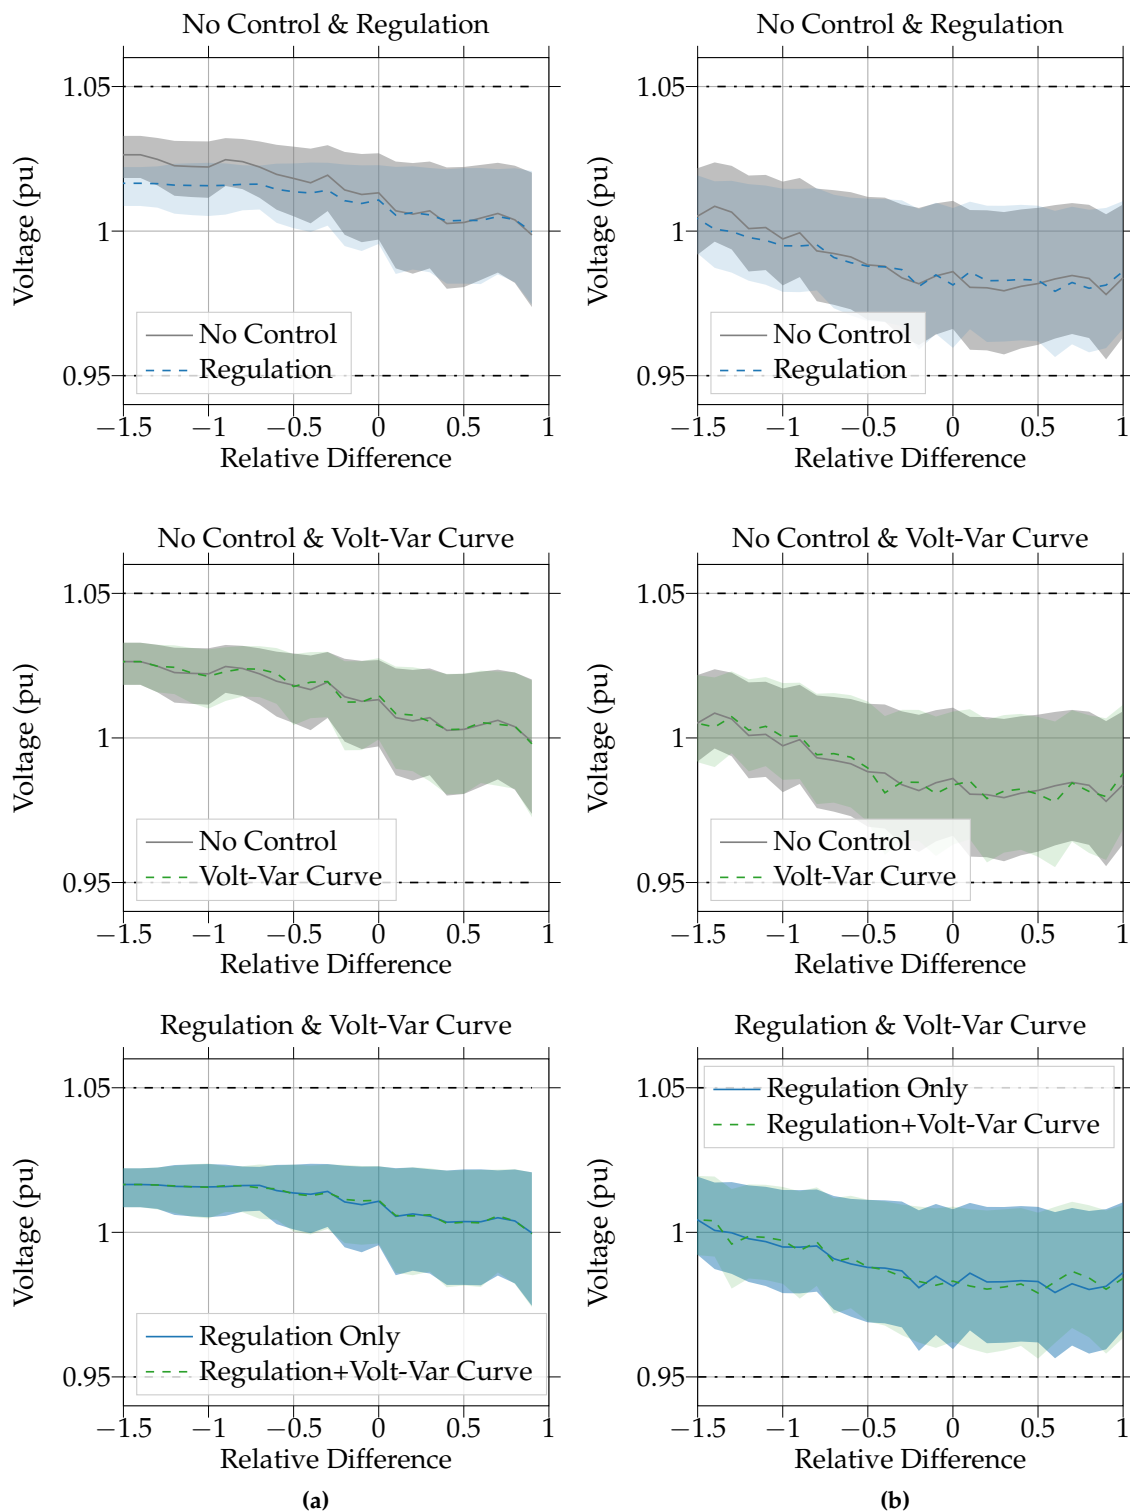 No Control & Regulation
No Control & Regulation
1.05
1
0.95
Voltage (pu)
No Control
Regulation
−1.5 −1 −0.5 0 0.5 1
Relative Difference
1.05
1
0.95
Voltage (pu)
No Control
Regulation
−1.5 −1 −0.5 0 0.5 1
Relative Difference
No Control & Volt-Var Curve
No Control & Volt-Var Curve
1.05
1
0.95
Voltage (pu)
No Control
Volt-Var Curve
−1.5 −1 −0.5 0 0.5 1
Relative Difference
1.05
1
0.95
Voltage (pu)
No Control
Volt-Var Curve
−1.5 −1 −0.5 0 0.5 1
Relative Difference
Regulation & Volt-Var Curve
Regulation & Volt-Var Curve
1.05
1
0.95
Voltage (pu)
Regulation Only
Regulation+Volt-Var Curve
−1.5 −1 −0.5 0 0.5 1
Relative Difference
1.05
1
0.95
Voltage (pu)
Regulation Only
Regulation+Volt-Var Curve
−1.5 −1 −0.5 0 0.5 1
Relative Difference
(a)
(b)